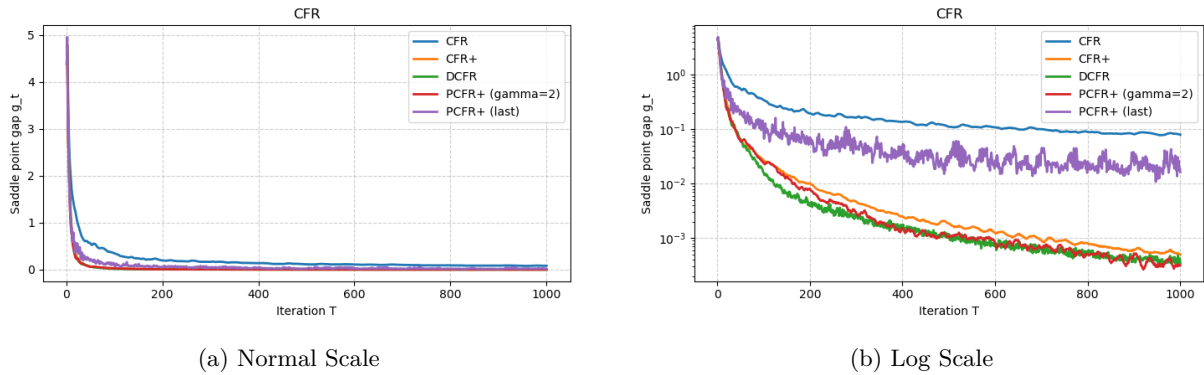 CFR
Saddle point gap g_t
5
4
3
2
1
0
0
200
400
600
800
1000
Iteration T
CFR
CFR+
DCFR
PCFR+ (gamma=2)
PCFR+ (last)
(a) Normal Scale
CFR
Saddle point gap g_t
10^0
10^-1
10^-2
10^-3
0
200
400
600
800
1000
Iteration T
CFR
CFR+
DCFR
PCFR+ (gamma=2)
PCFR+ (last)
(b) Log Scale